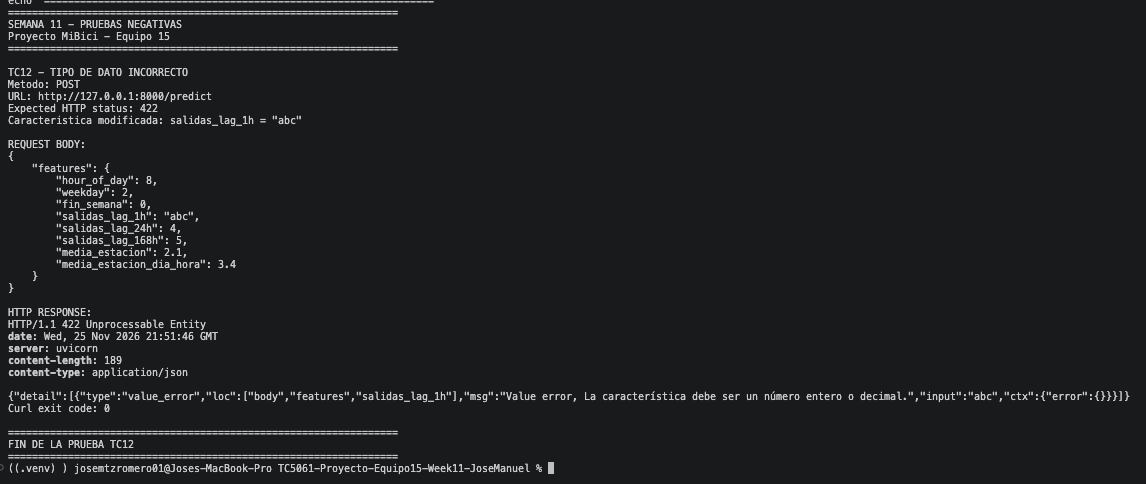 echo "=================================================================
=================================================================
SEMANA 11 – PRUEBAS NEGATIVAS
Proyecto MiBici – Equipo 15
=================================================================
TC12 – TIPO DE DATO INCORRECTO
Metodo: POST
URL: http://127.0.0.1:8000/predict
Expected HTTP status: 422
Caracteristica modificada: salidas_lag_1h = "abc"
REQUEST BODY:
{
    "features": {
        "hour_of_day": 8,
        "weekday": 2,
        "fin_semana": 0,
        "salidas_lag_1h": "abc",
        "salidas_lag_24h": 4,
        "salidas_lag_168h": 5,
        "media_estacion": 2.1,
        "media_estacion_dia_hora": 3.4
    }
}
HTTP RESPONSE:
HTTP/1.1 422 Unprocessable Entity
date: Wed, 25 Nov 2026 21:51:46 GMT
server: uvicorn
content-length: 189
content-type: application/json
{"detail":[{"type":"value_error","loc":["body","features","salidas_lag_1h"],"msg":"Value error, La característica debe ser un número entero o decimal.","input":"abc","ctx":{"error":{}}}]}
Curl exit code: 0
=================================================================
FIN DE LA PRUEBA TC12
=================================================================
((.venv) ) josemtzromero01@Joses-MacBook-Pro TC5061-Proyecto-Equipo15-Week11-JoseManuel %